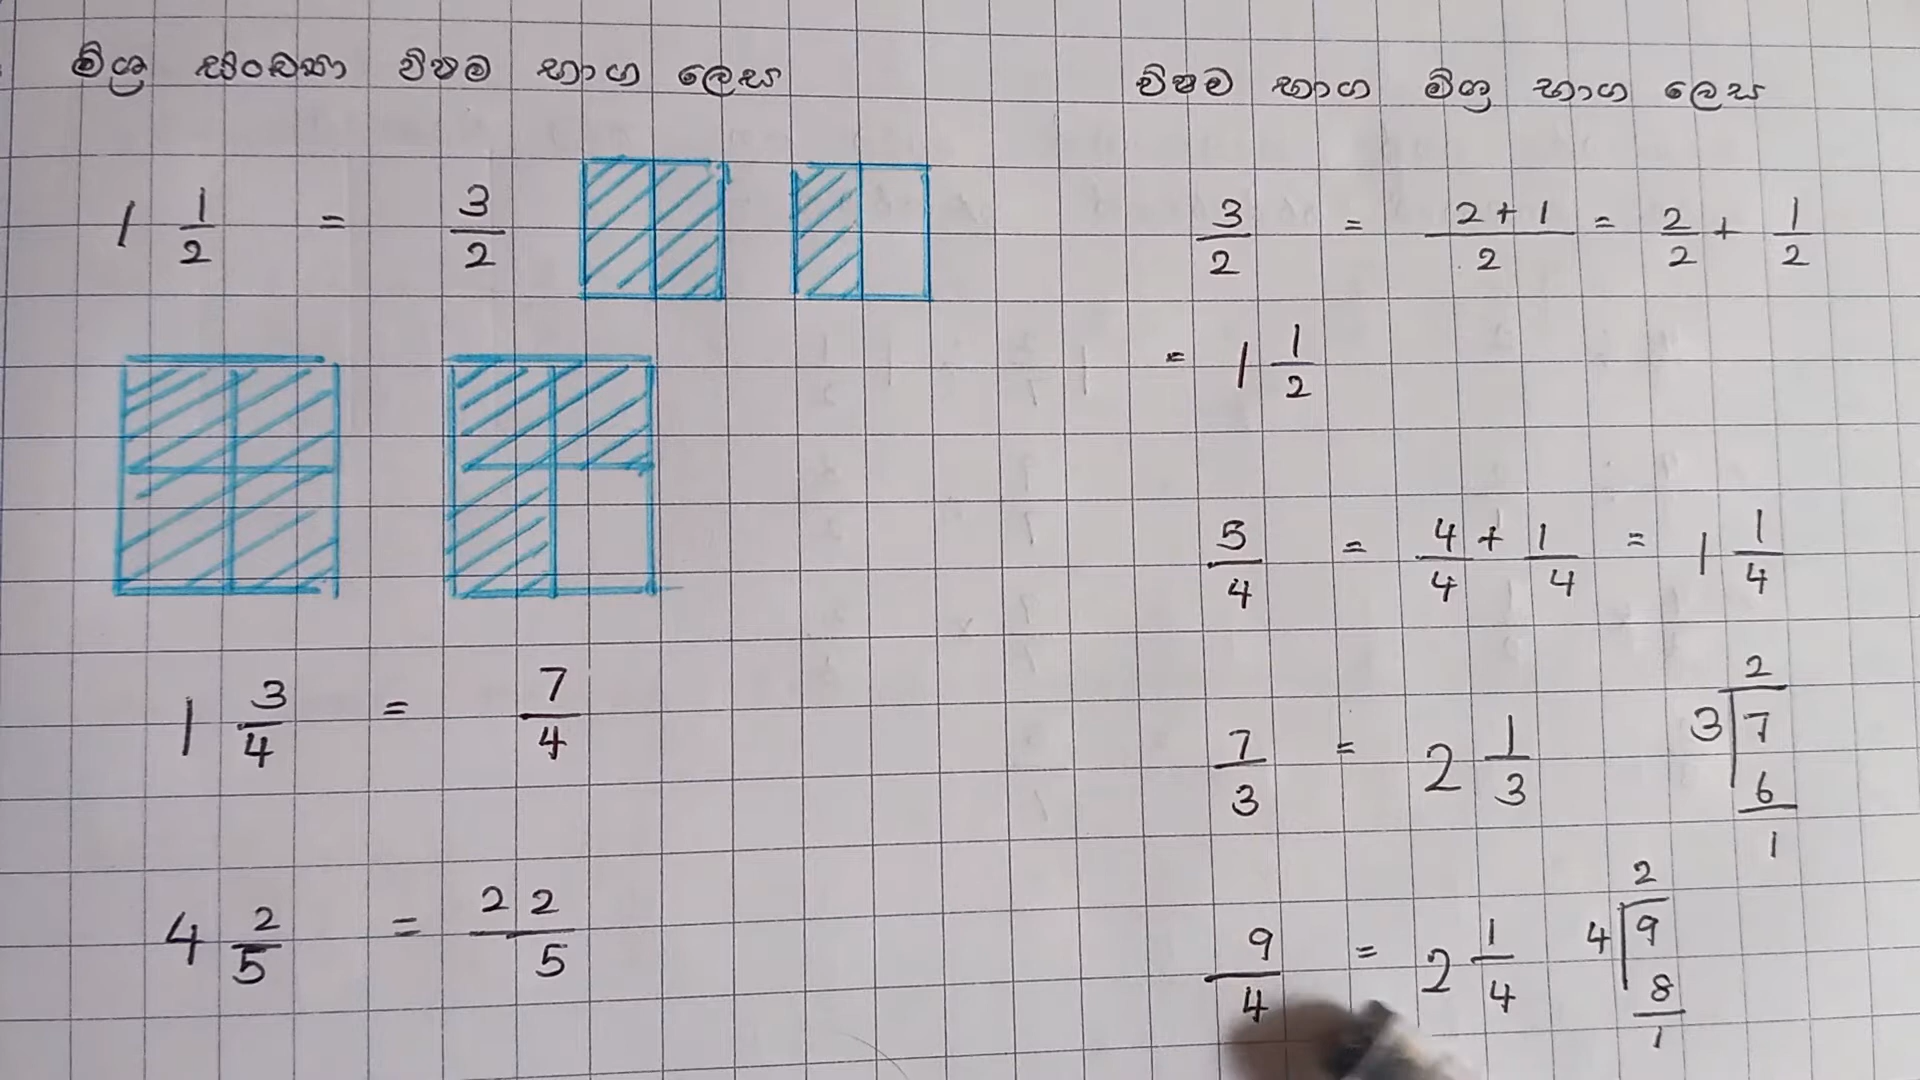 මිශ්‍ර සංඛ්‍යා විෂම භාග ලෙස
1 1/2 = 3/2
1 3/4 = 7/4
4 2/5 = 22/5
විෂම භාග මිශ්‍ර භාග ලෙස
3/2 = (2+1)/2 = 2/2 + 1/2
= 1 1/2
5/4 = 4/4 + 1/4 = 1 1/4
2
7/3 = 2 1/3 3 7
6
1
2
9/4 = 2 1/4 4 9
8
1